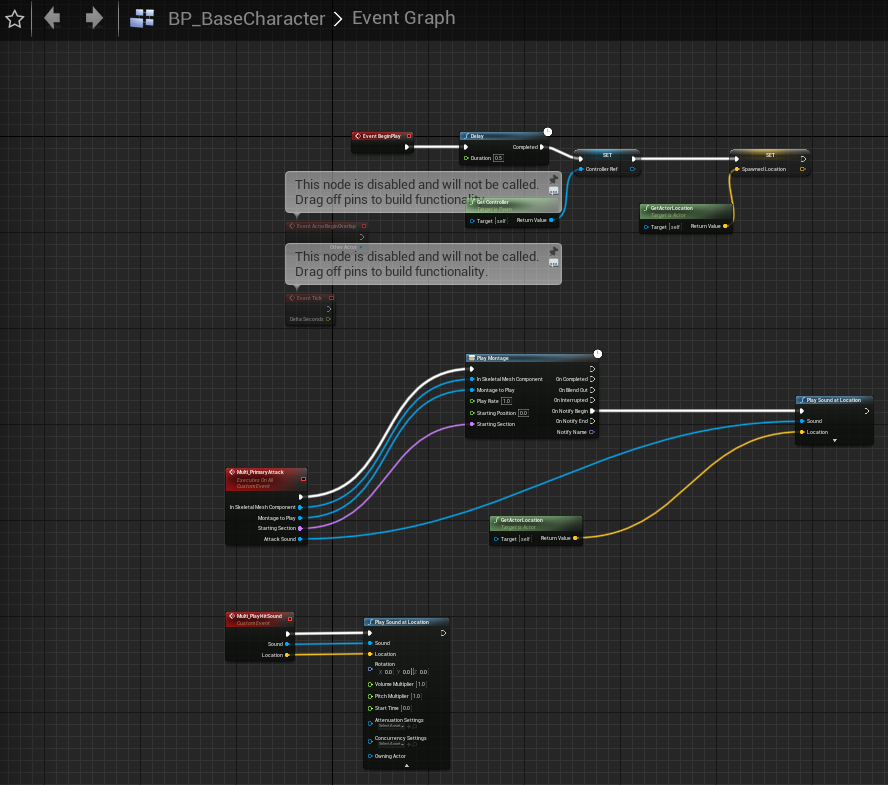 BP_BaseCharacter > Event Graph
Event BeginPlay
Delay
Completed
Duration 0.5
SET
Controller Ref
SET
Spawned Location
This node is disabled and will not be called.
Drag off pins to build functionality.
Get Controller
Target is Pawn
Target self
Return Value
GetActorLocation
Target is Actor
Target self
Return Value
Event ActorBeginOverlap
Other Actor
This node is disabled and will not be called.
Drag off pins to build functionality.
Event Tick
Delta Seconds
Play Montage
In Skeletal Mesh Component
On Completed
Montage to Play
On Blend Out
Play Rate 1.0
On Interrupted
Starting Position 0.0
On Notify Begin
Starting Section
On Notify End
Notify Name
Play Sound at Location
Sound
Location
Multi_PrimaryAttack
Executes On All
Custom Event
In Skeletal Mesh Component
Montage to Play
Starting Section
Attack Sound
GetActorLocation
Target is Actor
Target self
Return Value
Multi_PlayHitSound
Custom Event
Sound
Location
Play Sound at Location
Sound
Location
Rotation
X 0.0 Y 0.0 Z 0.0
Volume Multiplier 1.0
Pitch Multiplier 1.0
Start Time 0.0
Attenuation Settings
Select Asset
Concurrency Settings
Select Asset
Owning Actor